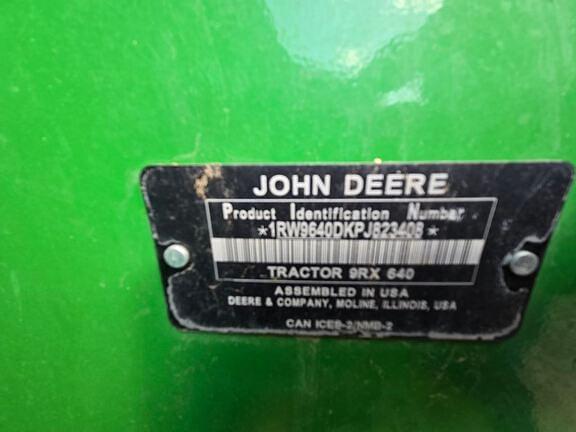 JOHN DEERE
Product Identification Number
*1RW9640DKPJ823408*
TRACTOR 9RX 640
ASSEMBLED IN USA
DEERE & COMPANY, MOLINE, ILLINOIS, USA
CAN ICES-2/NMB-2